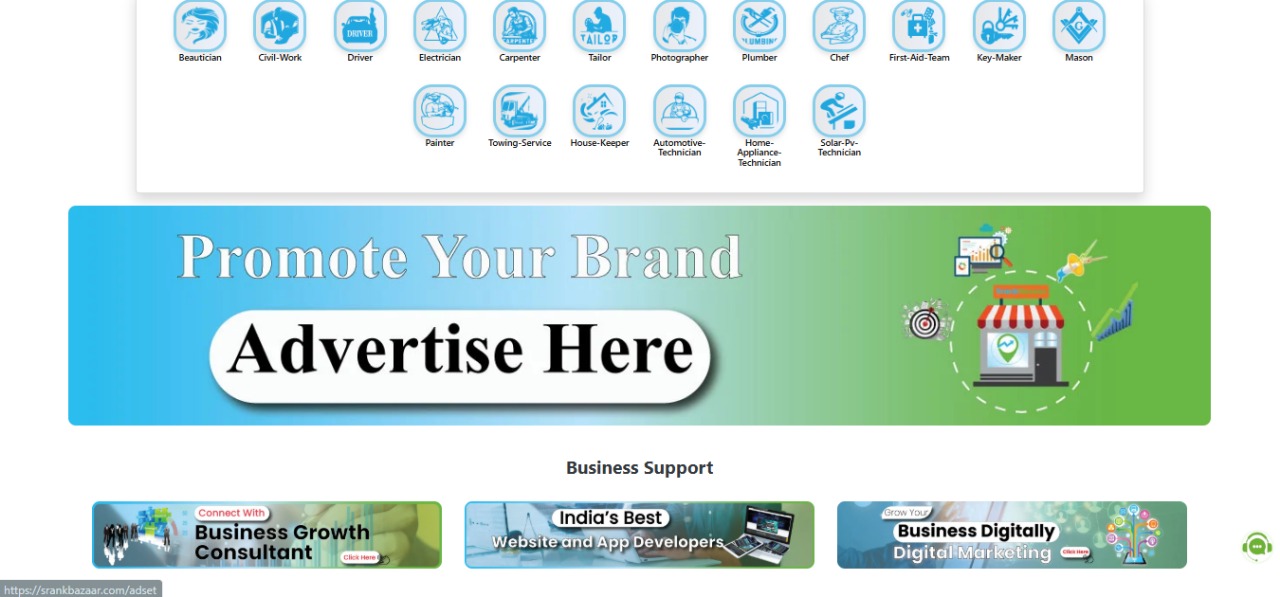 DRIVER
CARPENTER
TAILOR
PLUMBING
G
Beautician
Civil-Work
Driver
Electrician
Carpenter
Tailor
Photographer
Plumber
Chef
First-Aid-Team
Key-Maker
Mason
Painter
Towing-Service
House-Keeper
Automotive-
Technician
Home-
Appliance-
Technician
Solar-Pv-
Technician
Promote Your Brand
Advertise Here
Business Support
Connect With
Business Growth
Consultant
Click Here !
India's Best
Website and App Developers
Grow Your
Business Digitally
Digital Marketing
Click Here
https://srankbazaar.com/adset